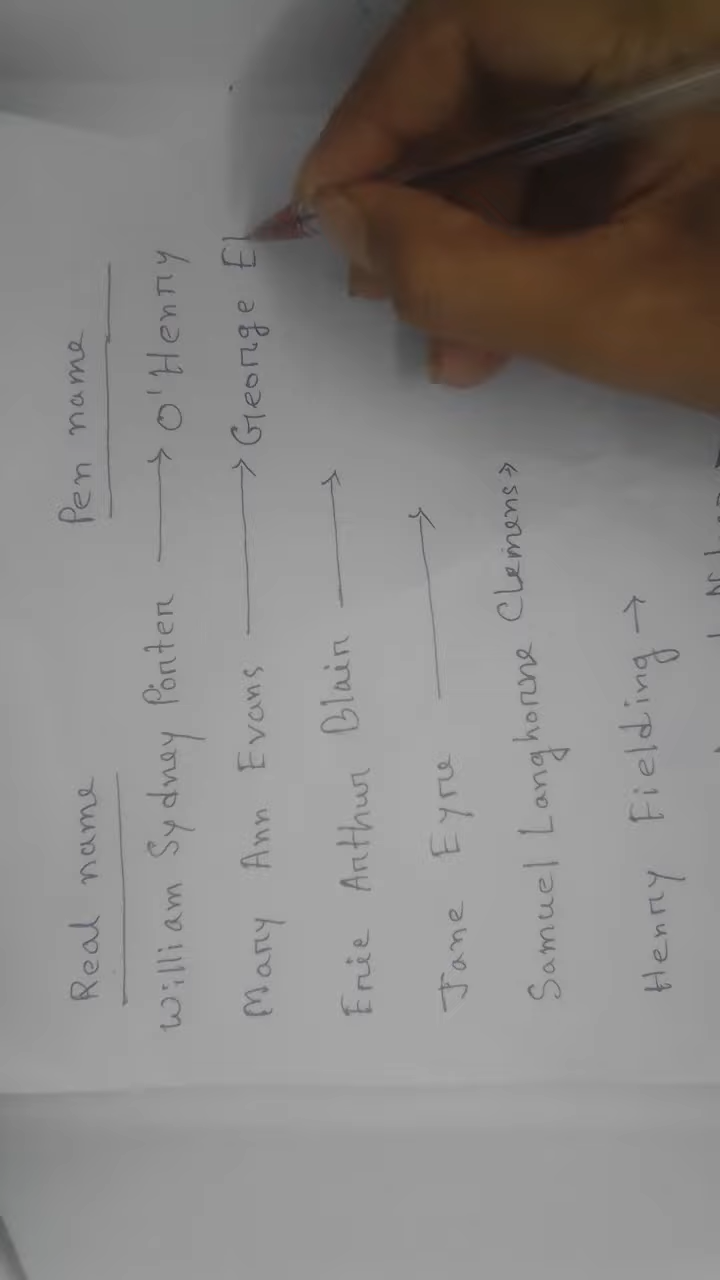 Real name Pen name
William Sydney Porter → O'Henry
Mary Ann Evans → George El
Eric Arthur Blair →
Jane Eyre →
Samuel Langhorne Clemens →
Henry Fielding →